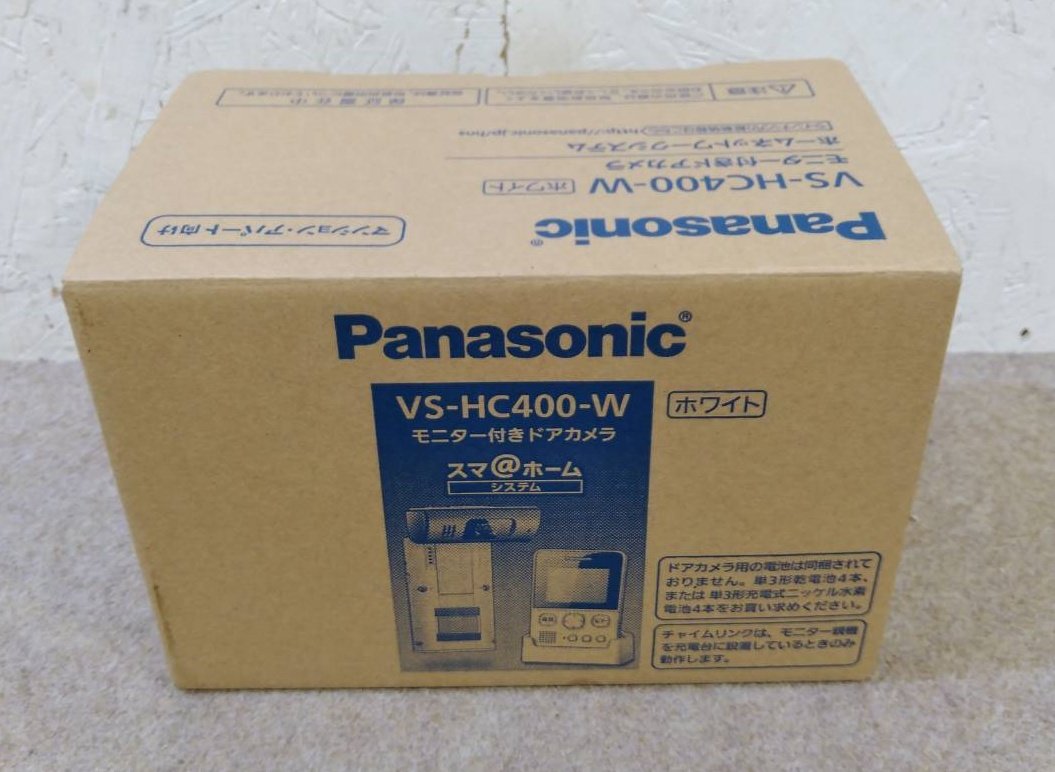 Panasonic®
VS-HC400-W ホワイト
モニター付きドアカメラ
ホームネットワークシステム
http://panasonic.jp/hns
マンション・アパート向け
⚠注意
保証書在中
Panasonic®
VS-HC400-W
ホワイト
モニター付きドアカメラ
スマ@ホーム
システム
ドアカメラ用の電池は同梱されて
おりません。単3形乾電池4本、
または 単3形充電式ニッケル水素
電池4本をお買い求めください。
チャイムリンクは、モニター親機
を充電台に設置しているときのみ
動作します。